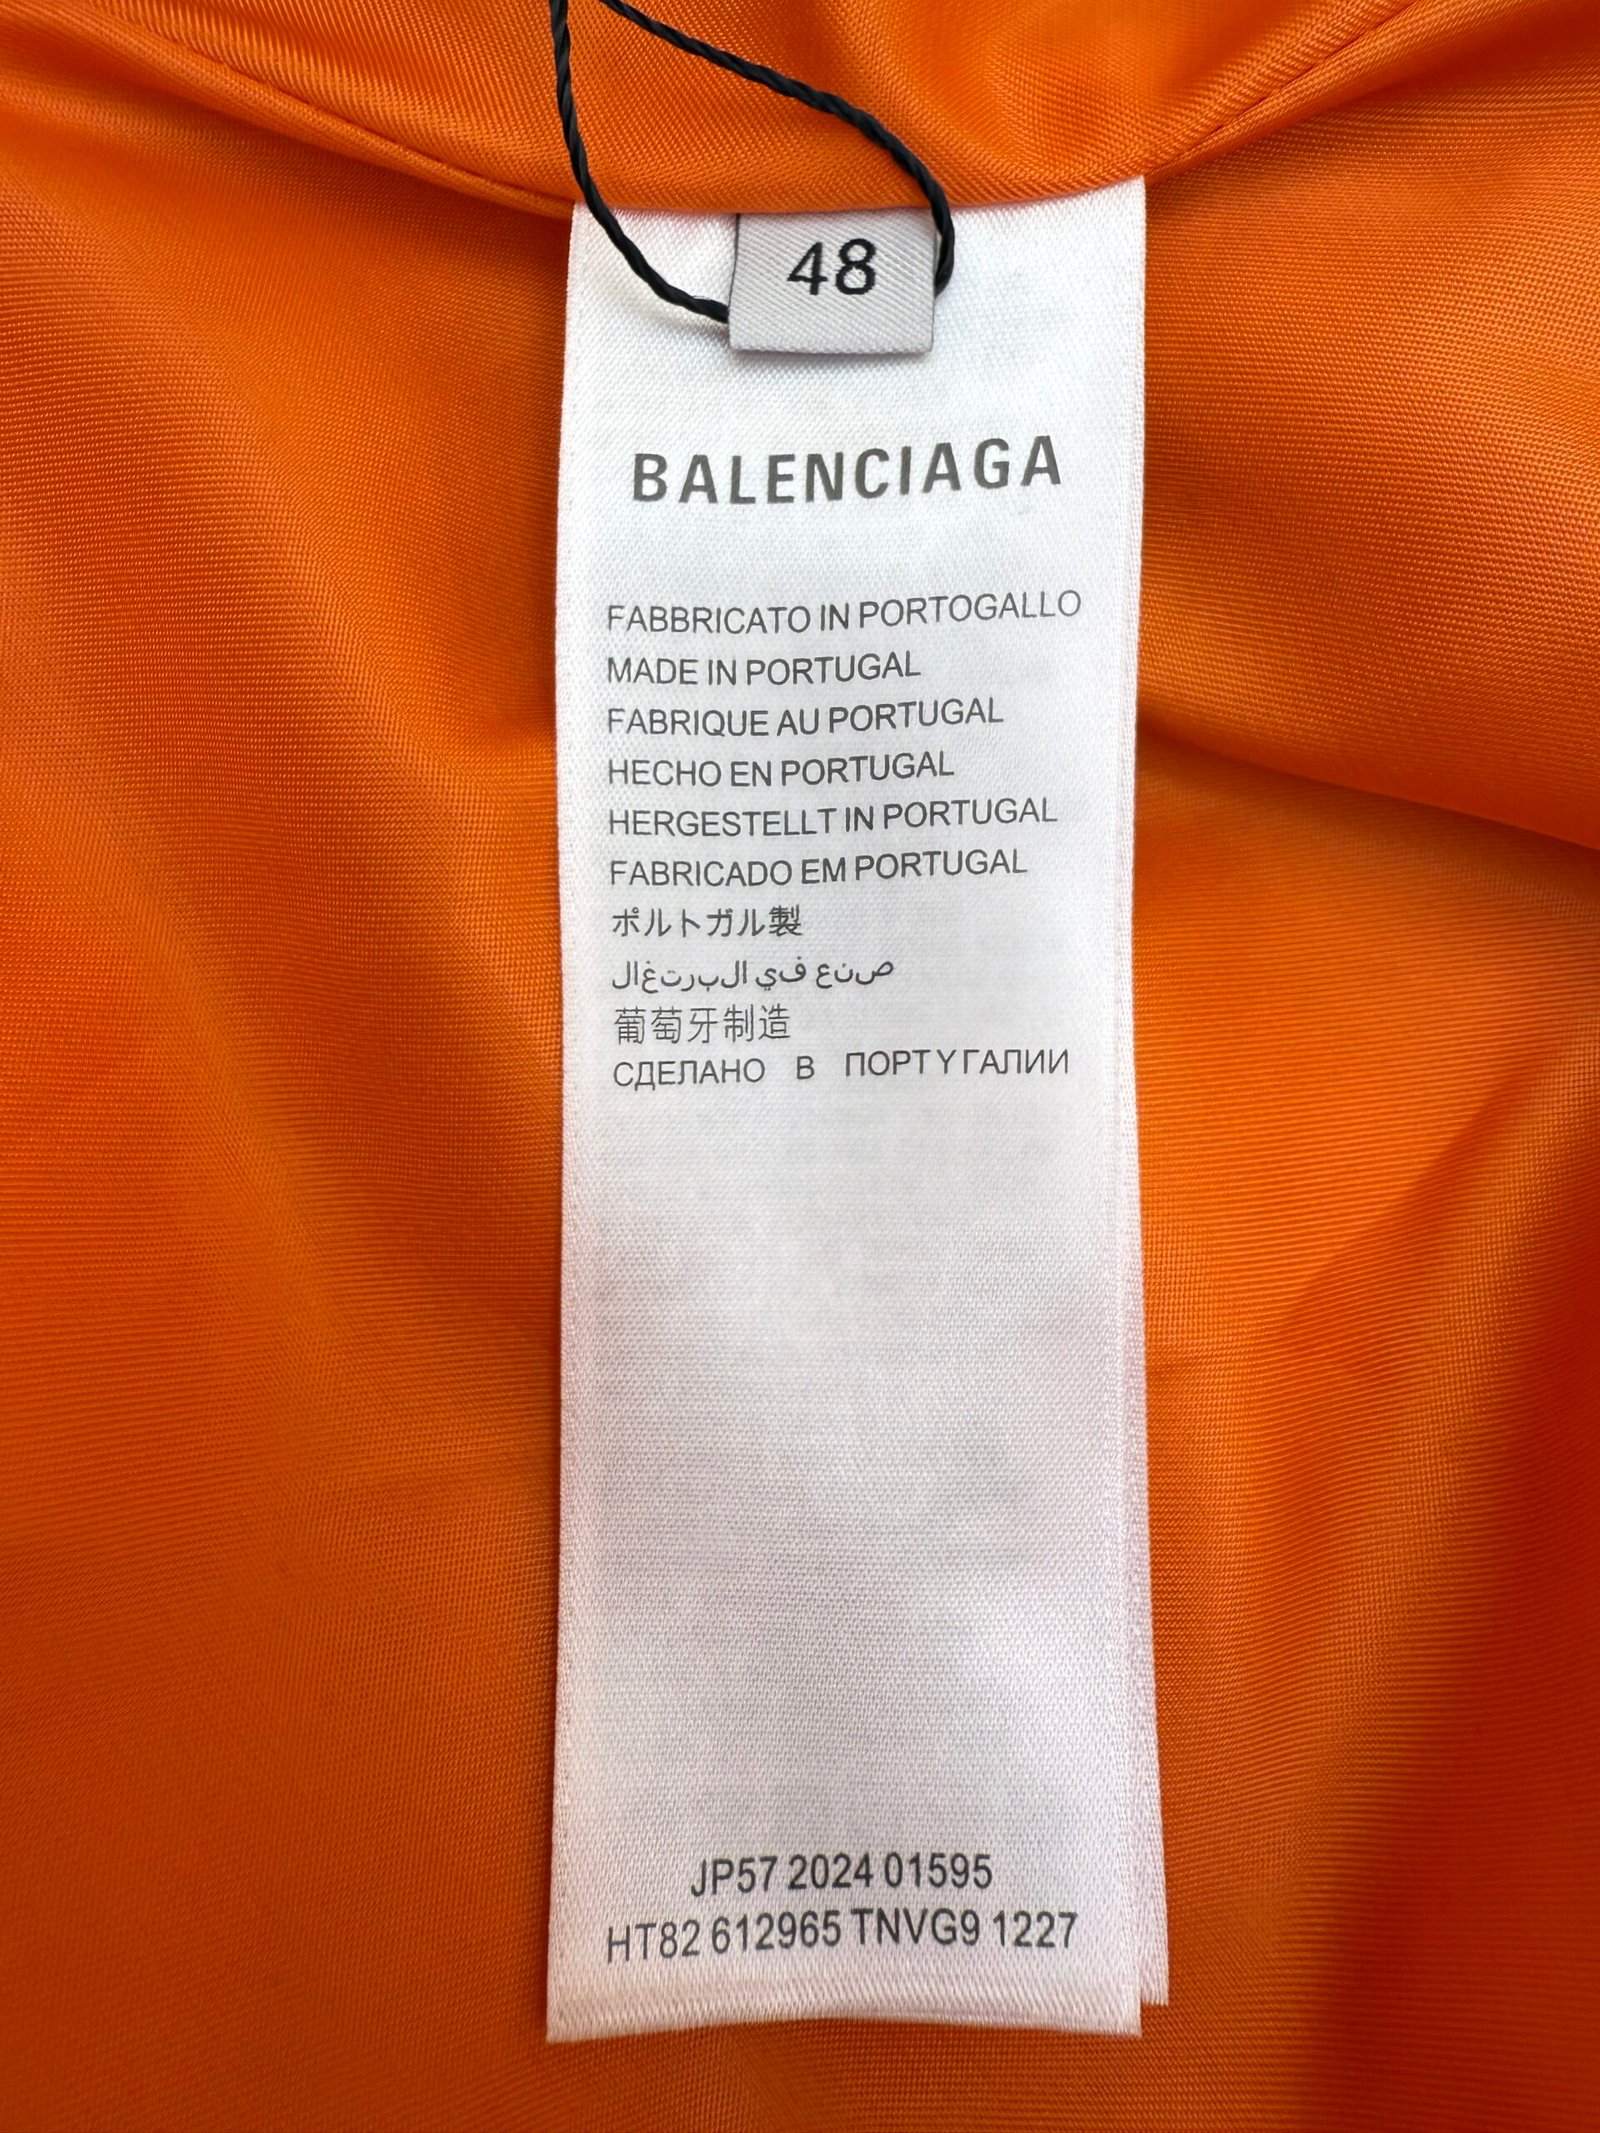 48
BALENCIAGA
FABBRICATO IN PORTOGALLO
MADE IN PORTUGAL
FABRIQUE AU PORTUGAL
HECHO EN PORTUGAL
HERGESTELLT IN PORTUGAL
FABRICADO EM PORTUGAL
ポルトガル製
صنع في البرتغال
葡萄牙制造
СДЕЛАНО В ПОРТУГАЛИИ
JP57 2024 01595
HT82 612965 TNVG9 1227